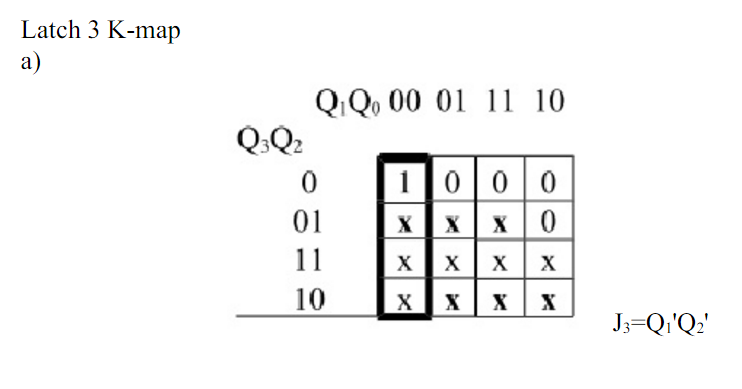 Latch 3 K-map
a)
Q₁Q₀ 00 01 11 10
Q₃Q₂
0 1 0 0 0
01 x x x 0
11 x x x x
10 x x x x
J₃=Q₁'Q₂'